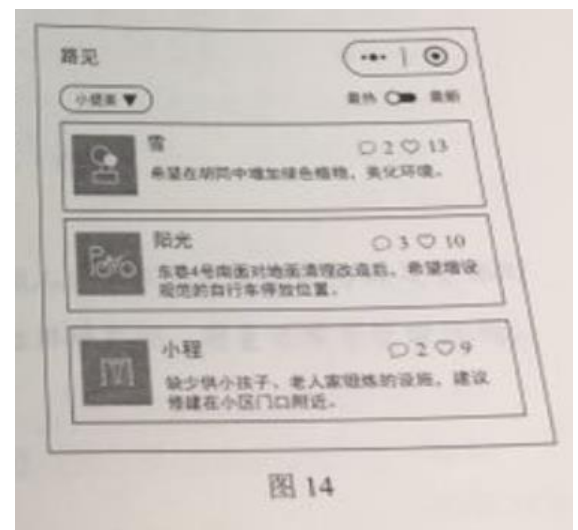 路见
最热 最新
雪 2 13
希望在胡同中增加绿色植地，美化环境。
阳光 3 10
东巷4号南面对地面清理改造后，希望增设
规范的自行车停放位置。
小程 2 9
缺少供小孩子、老人家锻炼的设施，建议
修建在小区门口附近。
图 14